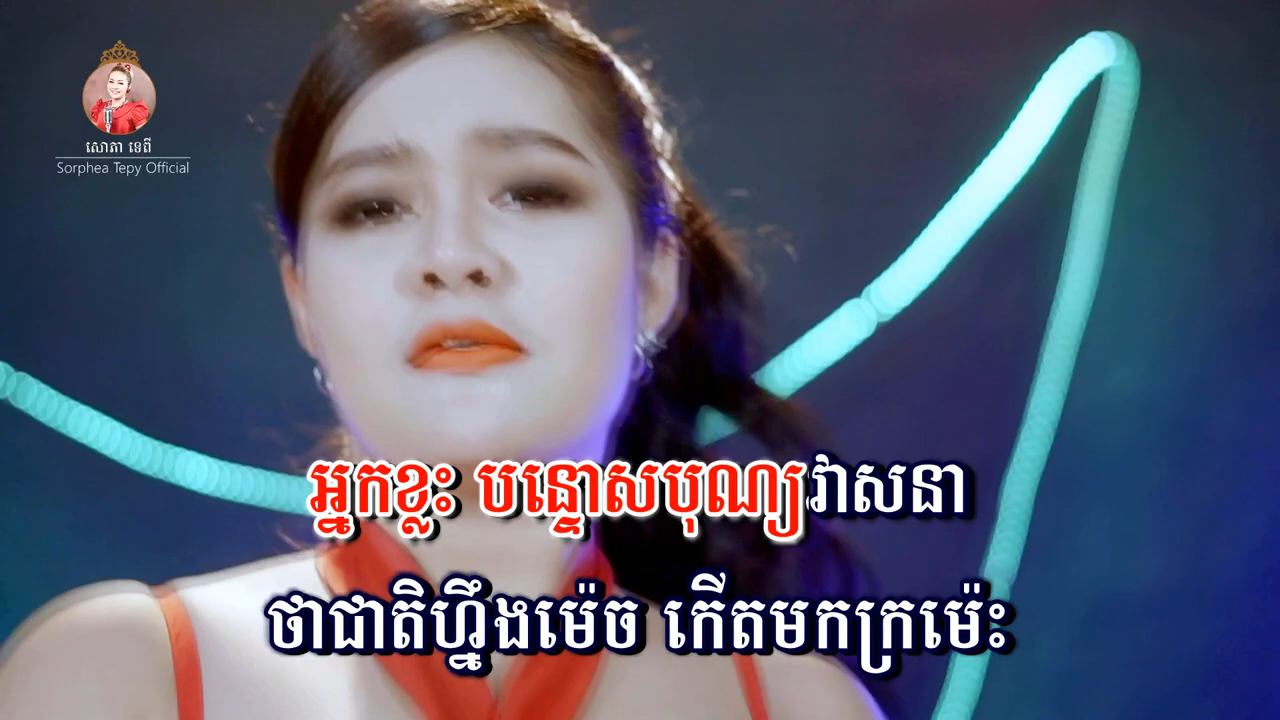 សោភា ទេពី
Sorphea Tepy Official
អ្នកខ្លះ បន្ទោសបុណ្យវាសនា
ថាជាតិហ្នឹងម៉េច កើតមកក្រម៉េះ